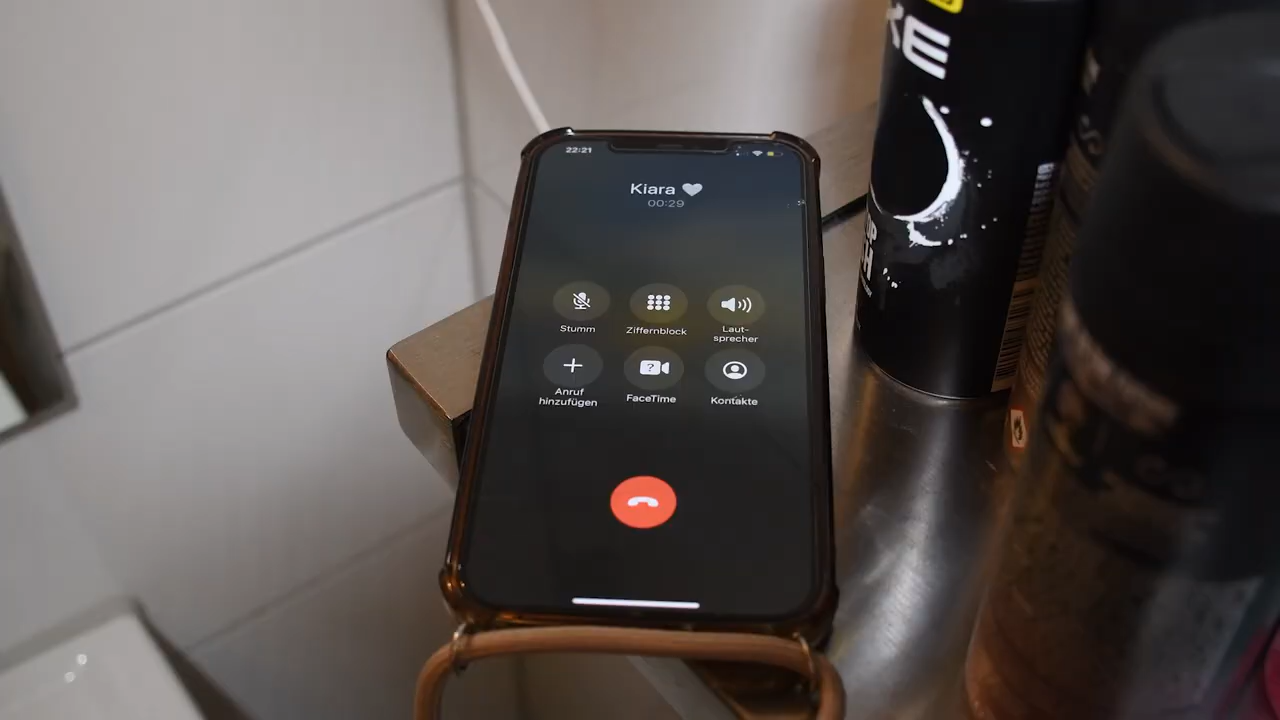 22:21
Kiara 🤍
00:29
Stumm
Ziffernblock
Laut-
sprecher
Anruf
hinzufügen
FaceTime
Kontakte